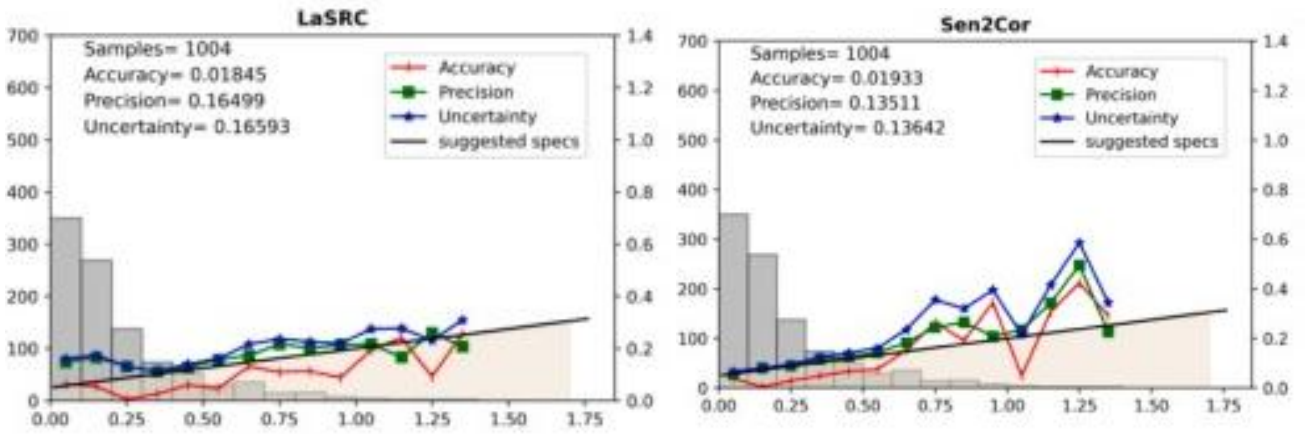 LaSRC
Samples= 1004
Accuracy= 0.01845
Precision= 0.16499
Uncertainty= 0.16593
Accuracy
Precision
Uncertainty
suggested specs
700
600
500
400
300
200
100
0
1.4
1.2
1.0
0.8
0.6
0.4
0.2
0.0
0.00 0.25 0.50 0.75 1.00 1.25 1.50 1.75
Sen2Cor
Samples= 1004
Accuracy= 0.01933
Precision= 0.13511
Uncertainty= 0.13642
Accuracy
Precision
Uncertainty
suggested specs
700
600
500
400
300
200
100
0
1.4
1.2
1.0
0.8
0.6
0.4
0.2
0.0
0.00 0.25 0.50 0.75 1.00 1.25 1.50 1.75